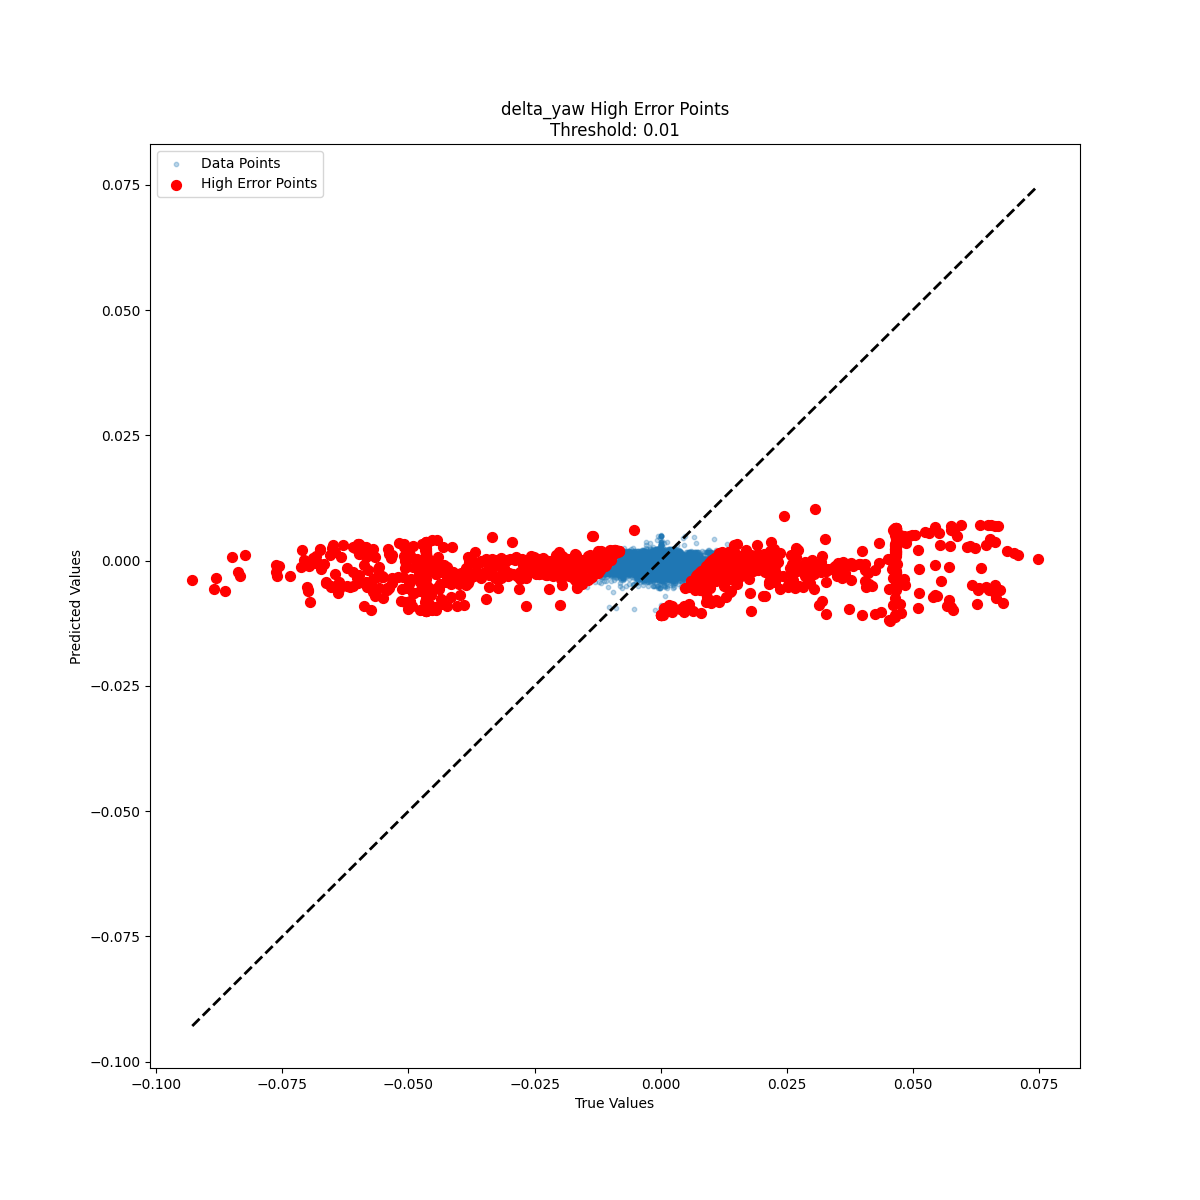 delta_yaw High Error Points
Threshold: 0.01
Data Points
High Error Points
0.075
0.050
0.025
0.000
−0.025
−0.050
−0.075
−0.100
Predicted Values
−0.100
−0.075
−0.050
−0.025
0.000
0.025
0.050
0.075
True Values